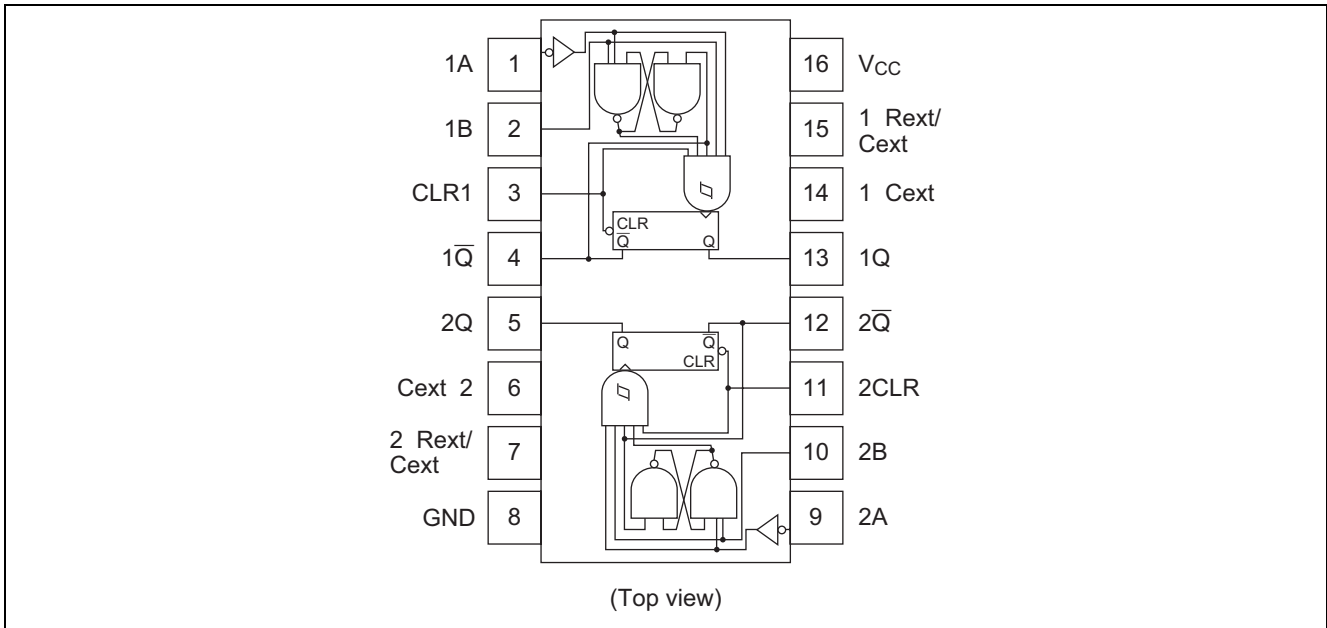 1A 1 16 VCC
1B 2 15 1 Rext/
Cext
CLR1 3 14 1 Cext
CLR
Q̅ Q
1Q̅ 4 13 1Q
2Q 5 12 2Q̅
Q Q̅
CLR
Cext 2 6 11 2CLR
2 Rext/
Cext 7 10 2B
GND 8 9 2A
(Top view)